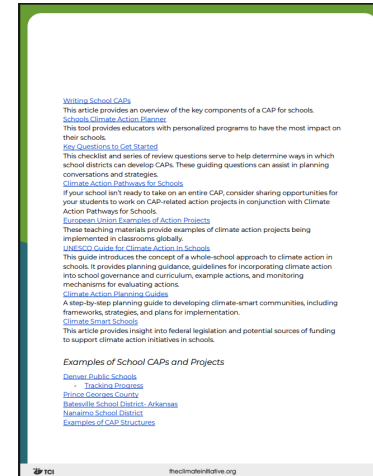 Writing School CAPs
This article provides an overview of the key components of a CAP for schools.
Schools Climate Action Planner
This tool provides educators with personalized programs to have the most impact on
their schools.
Key Questions to Get Started
This checklist and series of review questions serve to help determine ways in which
school districts can develop CAPs. These guiding questions can assist in planning
conversations and strategies.
Climate Action Pathways for Schools
If your school isn't ready to take on an entire CAP, consider sharing opportunities for
your students to work on CAP-related action projects in conjunction with Climate
Action Pathways for Schools.
European Union Examples of Action Projects
These teaching materials provide examples of climate action projects being
implemented in classrooms globally.
UNESCO Guide for Climate Action In Schools
This guide introduces the concept of a whole-school approach to climate action in
schools. It provides planning guidance, guidelines for incorporating climate action
into school governance and curriculum, example actions, and monitoring
mechanisms for evaluating actions.
Climate Action Planning Guides
A step-by-step planning guide to developing climate-smart communities, including
frameworks, strategies, and plans for implementation.
Climate Smart Schools
This article provides insight into federal legislation and potential sources of funding
to support climate action initiatives in schools.
Examples of School CAPs and Projects
Denver Public Schools
- Tracking Progress
Prince Georges County
Batesville School District- Arkansas
Nanaimo School District
Examples of CAP Structures
TCI
theclimateinitiative.org